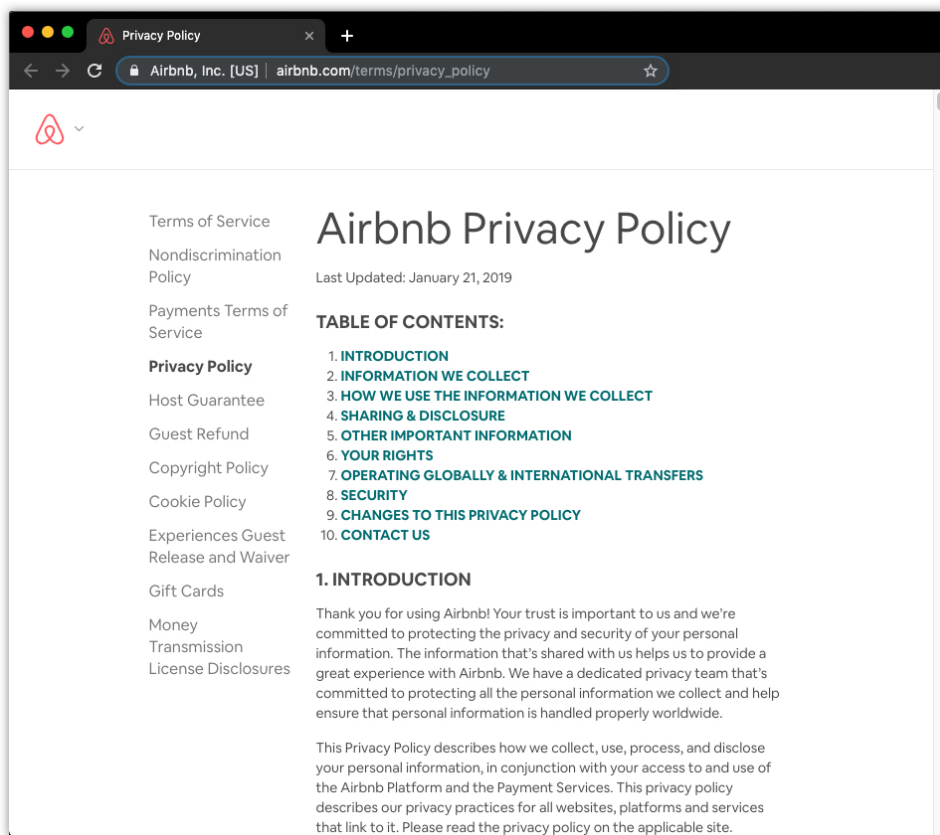 Privacy Policy
Airbnb, Inc. [US] | airbnb.com/terms/privacy_policy
Terms of Service
Nondiscrimination
Policy
Payments Terms of
Service
Privacy Policy
Host Guarantee
Guest Refund
Copyright Policy
Cookie Policy
Experiences Guest
Release and Waiver
Gift Cards
Money
Transmission
License Disclosures
Airbnb Privacy Policy
Last Updated: January 21, 2019
TABLE OF CONTENTS:
1. INTRODUCTION
2. INFORMATION WE COLLECT
3. HOW WE USE THE INFORMATION WE COLLECT
4. SHARING & DISCLOSURE
5. OTHER IMPORTANT INFORMATION
6. YOUR RIGHTS
7. OPERATING GLOBALLY & INTERNATIONAL TRANSFERS
8. SECURITY
9. CHANGES TO THIS PRIVACY POLICY
10. CONTACT US
1. INTRODUCTION
Thank you for using Airbnb! Your trust is important to us and we’re
committed to protecting the privacy and security of your personal
information. The information that’s shared with us helps us to provide a
great experience with Airbnb. We have a dedicated privacy team that’s
committed to protecting all the personal information we collect and help
ensure that personal information is handled properly worldwide.
This Privacy Policy describes how we collect, use, process, and disclose
your personal information, in conjunction with your access to and use of
the Airbnb Platform and the Payment Services. This privacy policy
describes our privacy practices for all websites, platforms and services
that link to it. Please read the privacy policy on the applicable site.